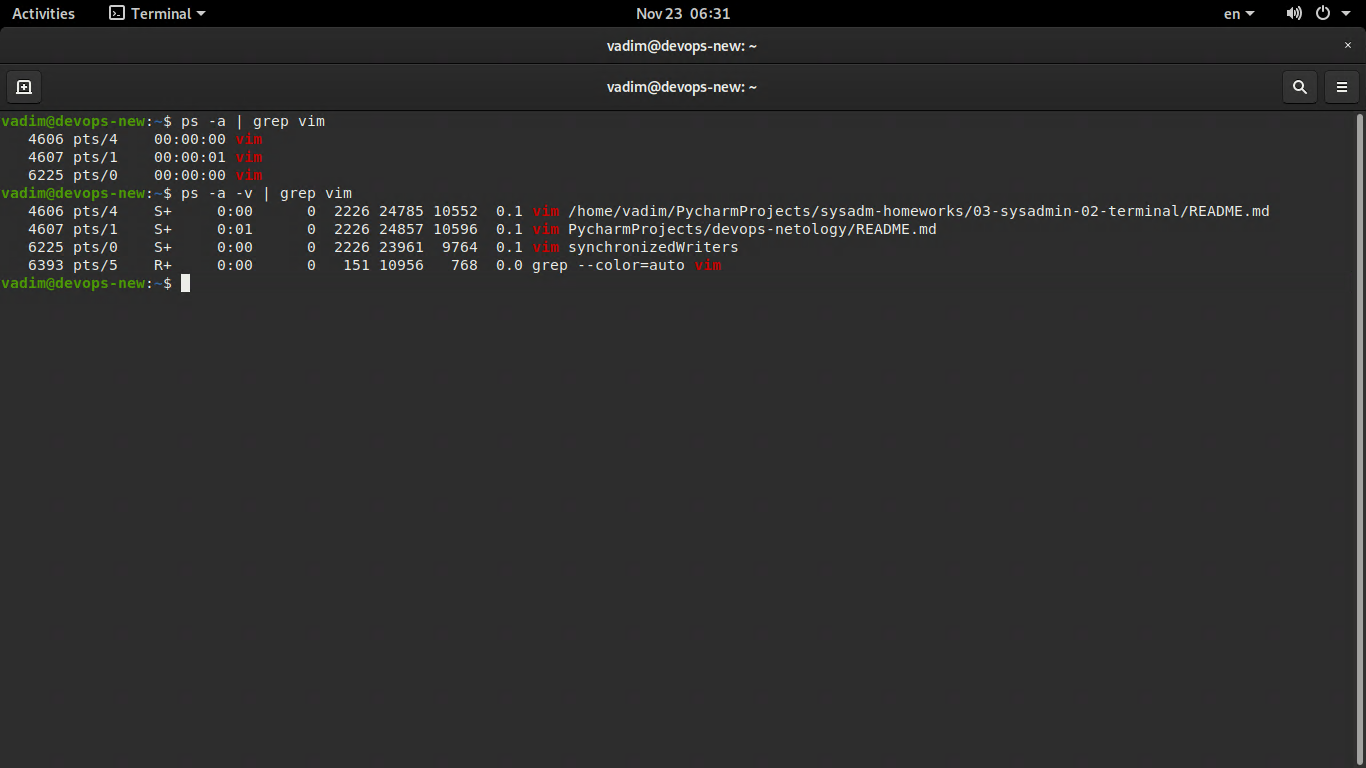 Activities Terminal Nov 23 06:31 en
vadim@devops-new: ~ ×
vadim@devops-new: ~
vadim@devops-new:~$ ps -a | grep vim
   4606 pts/4    00:00:00 vim
   4607 pts/1    00:00:01 vim
   6225 pts/0    00:00:00 vim
vadim@devops-new:~$ ps -a -v | grep vim
   4606 pts/4    S+     0:00      0  2226 24785 10552  0.1 vim /home/vadim/PycharmProjects/sysadm-homeworks/03-sysadmin-02-terminal/README.md
   4607 pts/1    S+     0:01      0  2226 24857 10596  0.1 vim PycharmProjects/devops-netology/README.md
   6225 pts/0    S+     0:00      0  2226 23961  9764  0.1 vim synchronizedWriters
   6393 pts/5    R+     0:00      0   151 10956   768  0.0 grep --color=auto vim
vadim@devops-new:~$